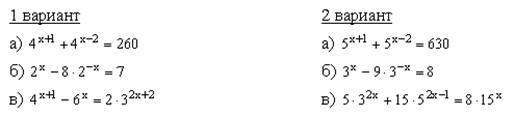 1 вариант
а) 4^{x+1} + 4^{x-2} = 260
б) 2^x − 8 · 2^{-x} = 7
в) 4^{x+1} − 6^x = 2 · 3^{2x+2}
2 вариант
а) 5^{x+1} + 5^{x-2} = 630
б) 3^x − 9 · 3^{-x} = 8
в) 5 · 3^{2x} + 15 · 5^{2x-1} = 8 · 15^x